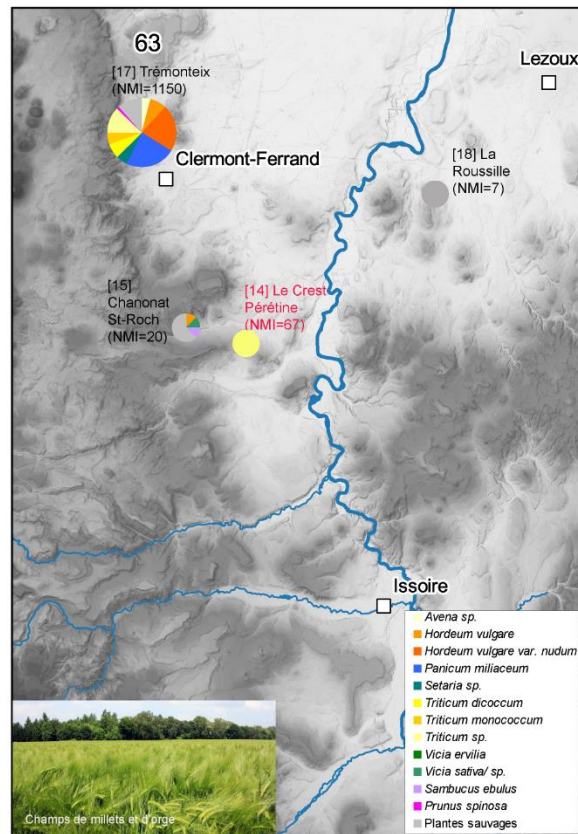 63
[17] Trémonteix
(NMI=1150)
Lezoux
Clermont-Ferrand
[18] La
Roussille
(NMI=7)
[15]
Chanonat
St-Roch
(NMI=20)
[14] Le Crest
Pérétine
(NMI=67)
Issoire
Avena sp.
Hordeum vulgare
Hordeum vulgare var. nudum
Panicum miliaceum
Setaria sp.
Triticum dicoccum
Triticum monococcum
Triticum sp.
Vicia ervilia
Vicia sativa/ sp.
Sambucus ebulus
Prunus spinosa
Plantes sauvages
Champs de millets et d'orge